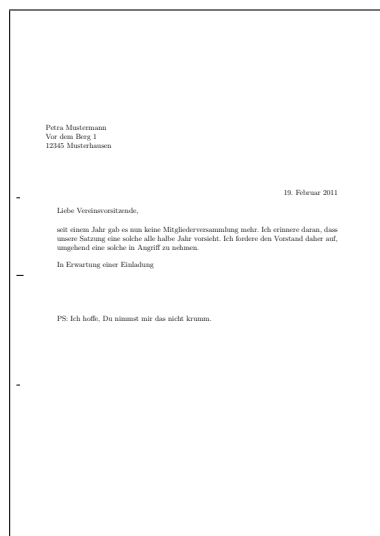 Petra Mustermann
Vor dem Berg 1
12345 Musterhausen
19. Februar 2011
Liebe Vereinsvorsitzende,
seit einem Jahr gab es nun keine Mitgliederversammlung mehr. Ich erinnere daran, dass
unsere Satzung eine solche alle halbe Jahr vorsieht. Ich fordere den Vorstand daher auf,
umgehend eine solche in Angriff zu nehmen.
In Erwartung einer Einladung
PS: Ich hoffe, Du nimmst mir das nicht krumm.